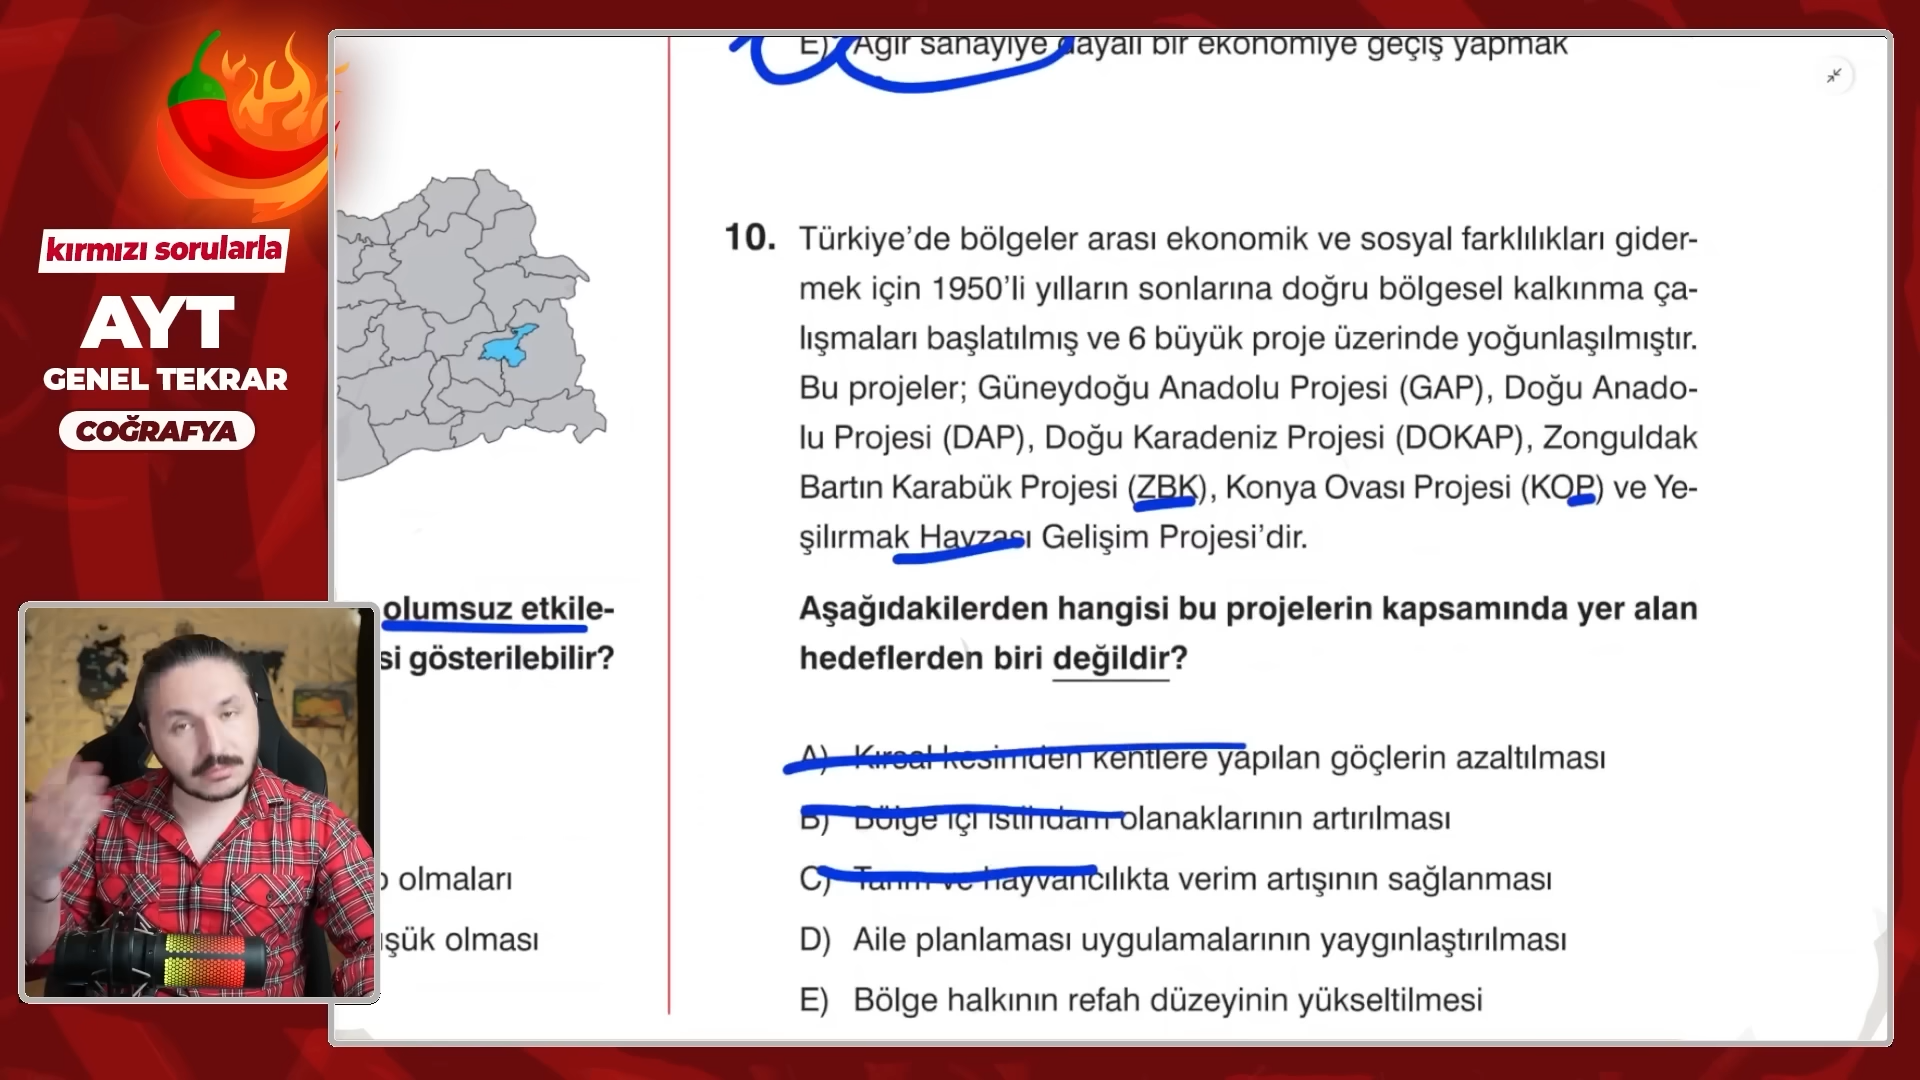 kırmızı sorularla
AYT
GENEL TEKRAR
COĞRAFYA
olumsuz etkile-
si gösterilebilir?
olmaları
şük olması
E) Ağır sanayiye dayalı bir ekonomiye geçiş yapmak
10. Türkiye’de bölgeler arası ekonomik ve sosyal farklılıkları gider-
mek için 1950’li yılların sonlarına doğru bölgesel kalkınma ça-
lışmaları başlatılmış ve 6 büyük proje üzerinde yoğunlaşılmıştır.
Bu projeler; Güneydoğu Anadolu Projesi (GAP), Doğu Anado-
lu Projesi (DAP), Doğu Karadeniz Projesi (DOKAP), Zonguldak
Bartın Karabük Projesi (ZBK), Konya Ovası Projesi (KOP) ve Ye-
şilırmak Havzası Gelişim Projesi’dir.
Aşağıdakilerden hangisi bu projelerin kapsamında yer alan
hedeflerden biri değildir?
A) Kırsal kesimden kentlere yapılan göçlerin azaltılması
B) Bölge içi istihdam olanaklarının artırılması
C) Tarım ve hayvancılıkta verim artışının sağlanması
D) Aile planlaması uygulamalarının yaygınlaştırılması
E) Bölge halkının refah düzeyinin yükseltilmesi